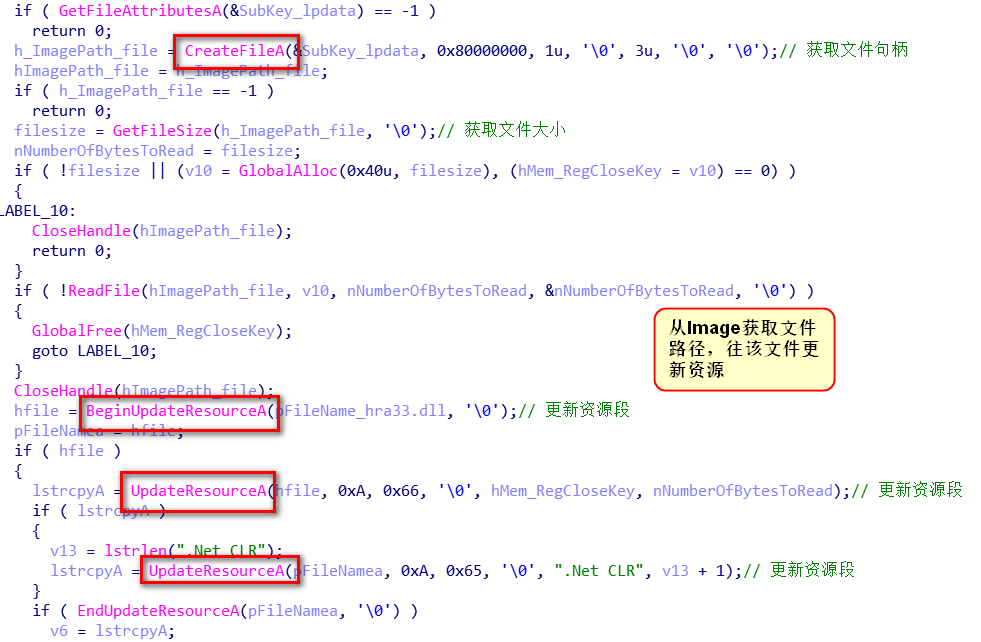 if ( GetFileAttributesA(&SubKey_lpdata) == -1 )
return 0;
h_ImagePath_file = CreateFileA(&SubKey_lpdata, 0x80000000, 1u, '\0', 3u, '\0', '\0');// 获取文件句柄
hImagePath_file = h_ImagePath_file;
if ( h_ImagePath_file == -1 )
return 0;
filesize = GetFileSize(h_ImagePath_file, '\0');// 获取文件大小
nNumberOfBytesToRead = filesize;
if ( !filesize || (v10 = GlobalAlloc(0x40u, filesize), (hMem_RegCloseKey = v10) == 0) )
{
LABEL_10:
CloseHandle(hImagePath_file);
return 0;
}
if ( !ReadFile(hImagePath_file, v10, nNumberOfBytesToRead, &nNumberOfBytesToRead, '\0') )
{
GlobalFree(hMem_RegCloseKey);
goto LABEL_10;
}
CloseHandle(hImagePath_file);
hfile = BeginUpdateResourceA(pFileName_hra33.dll, '\0');// 更新资源段
pFileNamea = hfile;
if ( hfile )
{
lstrcpyA = UpdateResourceA(hfile, 0xA, 0x66, '\0', hMem_RegCloseKey, nNumberOfBytesToRead);// 更新资源段
if ( lstrcpyA )
{
v13 = lstrlen(".Net CLR");
lstrcpyA = UpdateResourceA(pFileNamea, 0xA, 0x65, '\0', ".Net CLR", v13 + 1);// 更新资源段
}
if ( EndUpdateResourceA(pFileNamea, '\0') )
v6 = lstrcpyA;
从Image获取文件
路径，往该文件更
新资源